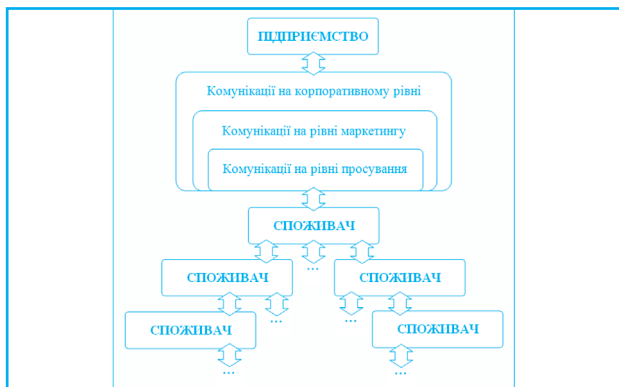 ПІДПРИЄМСТВО
Комунікації на корпоративному рівні
Комунікації на рівні маркетингу
Комунікації на рівні просування
СПОЖИВАЧ
...
СПОЖИВАЧ
СПОЖИВАЧ
...
...
СПОЖИВАЧ
СПОЖИВАЧ
...
...